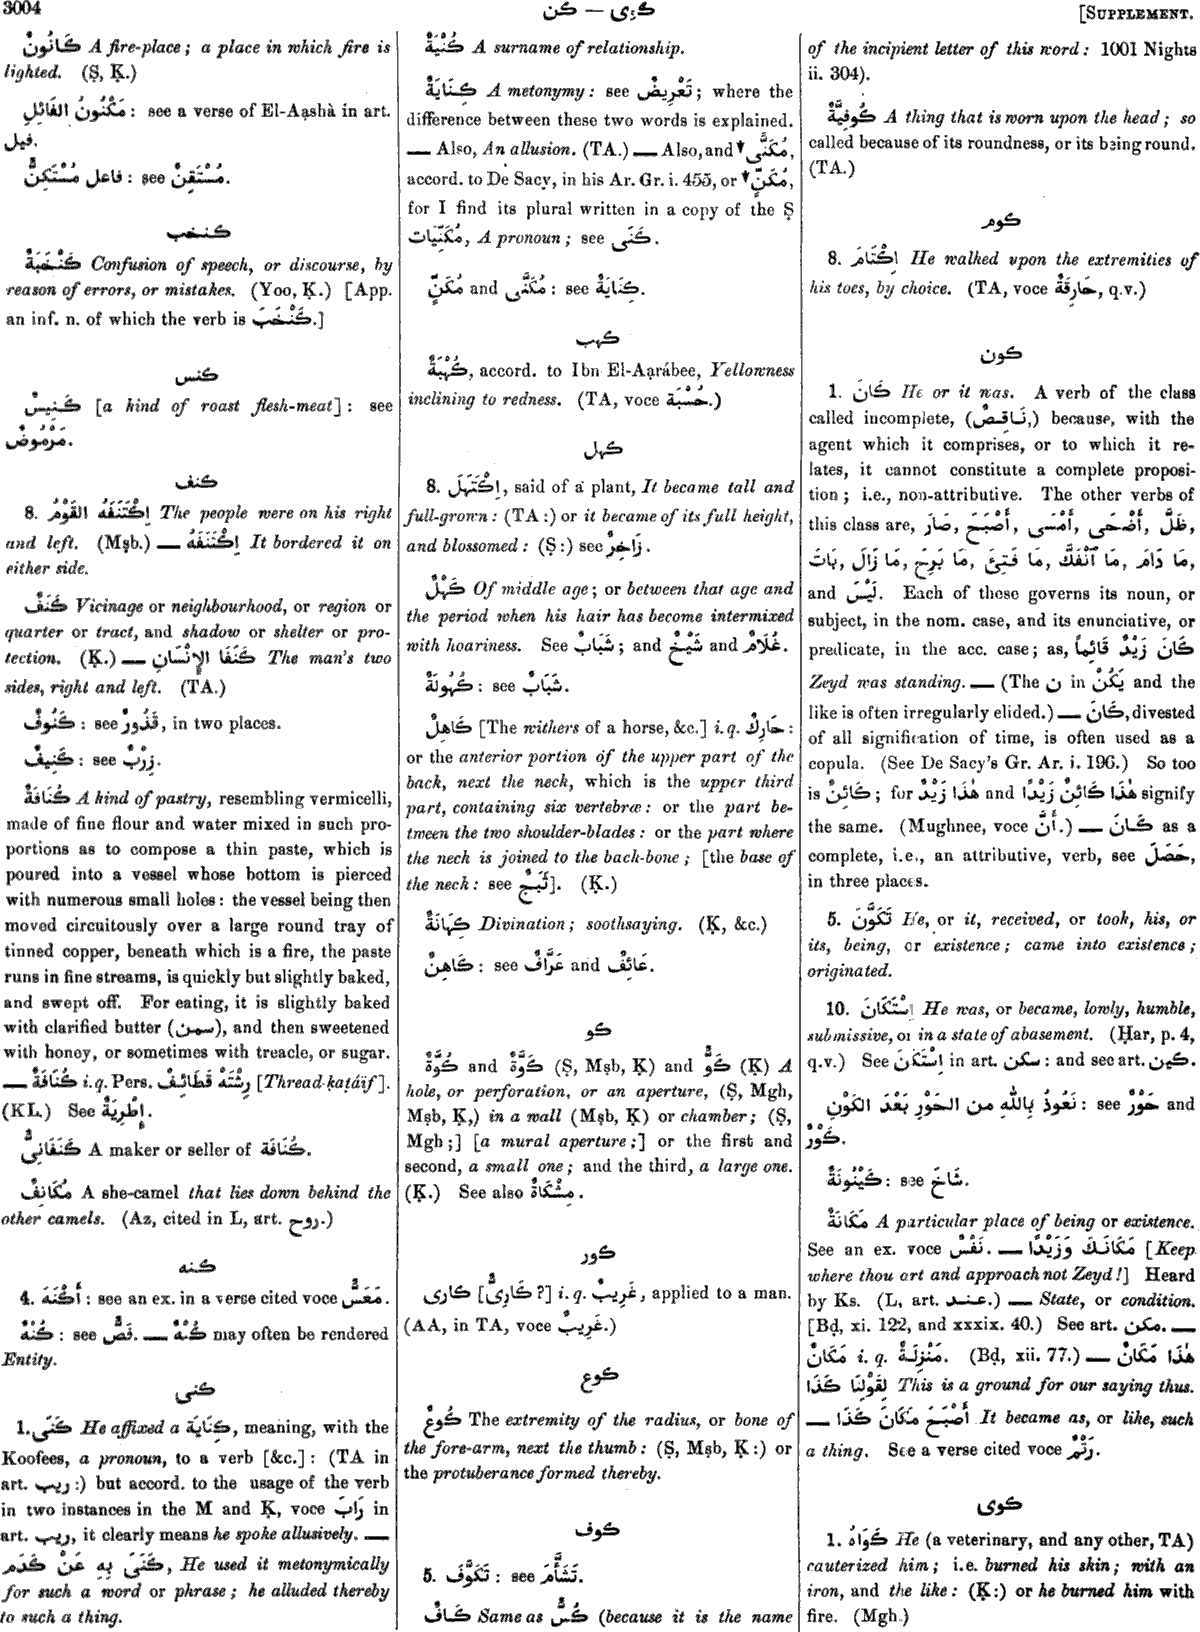 3004
كئى — كن
[SUPPLEMENT.
كَانُونٌ A fire-place; a place in which fire is
lighted. (Ṣ, Ḳ.)
مَكْنُونُ الفَائِلِ: see a verse of El-Aạshà in art.
فيل.
فاعل مُسْتَكِنٌّ: see مُسْتَقِنٌ.
كنخب
كَنْخَبَةٌ Confusion of speech, or discourse, by
reason of errors, or mistakes. (Yoo, Ḳ.) [App.
an inf. n. of which the verb is كَنْخَبَ.]
كنس
كَنِيسٌ [a kind of roast flesh-meat]: see
مَرْمُوضٌ.
كنف
8. اِكْتَنَفَهُ القَوْمُ The people were on his right
and left. (Mṣb.) — اِكْتَنَفَهُ It bordered it on
either side.
كَنَفٌ Vicinage or neighbourhood, or region or
quarter or tract, and shadow or shelter or pro-
tection. (Ḳ.) — كَنَفَا الإِنْسَانِ The man's two
sides, right and left. (TA.)
كَنُوفٌ: see قَذُورٌ, in two places.
كَنِيفٌ: see زِرْبٌ.
كُنَافَةٌ A kind of pastry, resembling vermicelli,
made of fine flour and water mixed in such pro-
portions as to compose a thin paste, which is
poured into a vessel whose bottom is pierced
with numerous small holes: the vessel being then
moved circuitously over a large round tray of
tinned copper, beneath which is a fire, the paste
runs in fine streams, is quickly but slightly baked,
and swept off. For eating, it is slightly baked
with clarified butter (سمن), and then sweetened
with honey, or sometimes with treacle, or sugar.
— كُنَافَةٌ i.q. Pers. رِشْتَهْ قَطَائِفْ [Thread-ḳaṭáïf].
(KL.) See إِطْرِيَةٌ.
كَنَفَانِىٌّ A maker or seller of كُنَافَة.
مُكَانِفٌ A she-camel that lies down behind the
other camels. (Az, cited in L, art. روح.)
كنه
4. أَكْنَهَ: see an ex. in a verse cited voce مَعَسٌّ.
كُنْهٌ: see نَصٌّ. — كُنْهٌ may often be rendered
Entity.
كنى
1. كَنَى He affixed a كِنَايَة, meaning, with the
Koofees, a pronoun, to a verb [&c.]: (TA in
art. ريب:) but accord. to the usage of the verb
in two instances in the M and Ḳ, voce رَابَ in
art. ريب, it clearly means he spoke allusively. —
كَنَى بِهِ عَنْ كَذَم, He used it metonymically
for such a word or phrase; he alluded thereby
to such a thing.
كُنْيَةٌ A surname of relationship.
كِنَايَةٌ A metonymy: see تَعْرِيضٌ; where the
difference between these two words is explained.
— Also, An allusion. (TA.) — Also, and ▼ مُكَنًّى,
accord. to De Sacy, in his Ar. Gr. i. 455, or ▼ مُكَنٍّ,
for I find its plural written in a copy of the Ṣ
مُكَنِّيَات, A pronoun; see كَنَى.
مُكَنٍّ and مُكَنًّى: see كِنَايَةٌ.
كهب
كُهْبَةٌ, accord. to Ibn El-Aạrábee, Yellowness
inclining to redness. (TA, voce حُسْبَة.)
كهل
8. اِكْتَهَلَ, said of a plant, It became tall and
full-grown: (TA:) or it became of its full height,
and blossomed: (Ṣ:) see زَاخِرٌ.
كَهْلٌ Of middle age; or between that age and
the period when his hair has become intermixed
with hoariness. See شَبَابٌ; and شَيْخٌ and غُلَامٌ.
كُهُولَةٌ: see شَبَابٌ.
كَاهِلٌ [The withers of a horse, &c.] i.q. حَارِكٌ:
or the anterior portion of the upper part of the
back, next the neck, which is the upper third
part, containing six vertebræ: or the part be-
tween the two shoulder-blades: or the part where
the neck is joined to the back-bone; [the base of
the neck: see ثَبَجٌ]. (Ḳ.)
كِهَانَةٌ Divination; soothsaying. (Ḳ, &c.)
كَاهِنٌ: see عَرَّافٌ and عَائِفٌ.
كو
كُوَّةٌ and كَوَّةٌ (Ṣ, Mṣb, Ḳ) and كَوٌّ (Ḳ) A
hole, or perforation, or an aperture, (Ṣ, Mgh,
Mṣb, Ḳ,) in a wall (Mṣb, Ḳ) or chamber; (Ṣ,
Mgh;] [a mural aperture;] or the first and
second, a small one; and the third, a large one.
(Ḳ.) See also مِشْكَاةٌ.
كور
كارى [كَارِىٌّ?] i.q. غَرِيبٌ, applied to a man.
(AA, in TA, voce غَرِيبٌ.)
كوع
كُوعٌ The extremity of the radius, or bone of
the fore-arm, next the thumb: (Ṣ, Mṣb, Ḳ:) or
the protuberance formed thereby.
كوف
5. تَكَوَّفَ: see تَشَأَّمَ.
كَافٌ Same as كُسٌّ (because it is the name
of the incipient letter of this word: 1001 Nights
ii. 304).
كُوفِيَّةٌ A thing that is worn upon the head; so
called because of its roundness, or its being round.
(TA.)
كوم
8. اِكْتَامَ He walked upon the extremities of
his toes, by choice. (TA, voce حَارِقَةٌ, q.v.)
كون
1. كَانَ He or it was. A verb of the class
called incomplete, (نَاقِصٌ,) because, with the
agent which it comprises, or to which it re-
lates, it cannot constitute a complete proposi-
tion; i.e., non-attributive. The other verbs of
this class are, صَارَ, أَصْبَحَ, أَمْسَى, أَضْحَى, ظَلَّ,
بَاتَ, مَا زَالَ, مَا بَرِحَ, مَا فَتِئَ, مَا ٱنْفَكَّ, مَا دَامَ,
and لَيْسَ. Each of these governs its noun, or
subject, in the nom. case, and its enunciative, or
predicate, in the acc. case; as, كَانَ زَيْدٌ قَائِماً
Zeyd was standing. — (The ن in يَكُنْ and the
like is often irregularly elided.) — كَانَ, divested
of all signification of time, is often used as a
copula. (See De Sacy's Gr. Ar. i. 196.) So too
is كَائِنٌ; for هٰذَا زَيْدٌ and هٰذَا كَائِنٌ زَيْدًا signify
the same. (Mughnee, voce أَنَّ.) — كَانَ as a
complete, i.e., an attributive, verb, see حَصَلَ,
in three places.
5. تَكَوَّنَ He, or it, received, or took, his, or
its, being, or existence; came into existence;
originated.
10. اِسْتَكَانَ He was, or became, lowly, humble,
submissive, or in a state of abasement. (Ḥar, p. 4,
q.v.) See اِسْتَكَنَ in art. سكن: and see art. كين.
نَعُوذُ بِاللّٰهِ من الحَوْرِ بَعْدَ الكَوْنِ: see حَوْرٌ and
كَوْرٌ.
كَيْنُونَةٌ: see شَاخَ.
مَكَانَةٌ A particular place of being or existence.
See an ex. voce نَفْسٌ. — مَكَانَكَ وَزَيْدًا [Keep
where thou art and approach not Zeyd!] Heard
by Ks. (L, art. عند.) — State, or condition.
[Bḍ, xi. 122, and xxxix. 40.) See art. مكن. —
مَكَانٌ i. q. مَنْزِلَةٌ. (Bḍ, xii. 77.) — هٰذَا مَكَانٌ
لِقَوْلِنَا كَذَا This is a ground for our saying thus.
— أَصْبَحَ مَكَانَ كَذَا It became as, or like, such
a thing. See a verse cited voce رَتَمٌ.
كوى
1. كَوَاهُ He (a veterinary, and any other, TA)
cauterized him; i.e. burned his skin; with an
iron, and the like: (Ḳ:) or he burned him with
fire. (Mgh.)